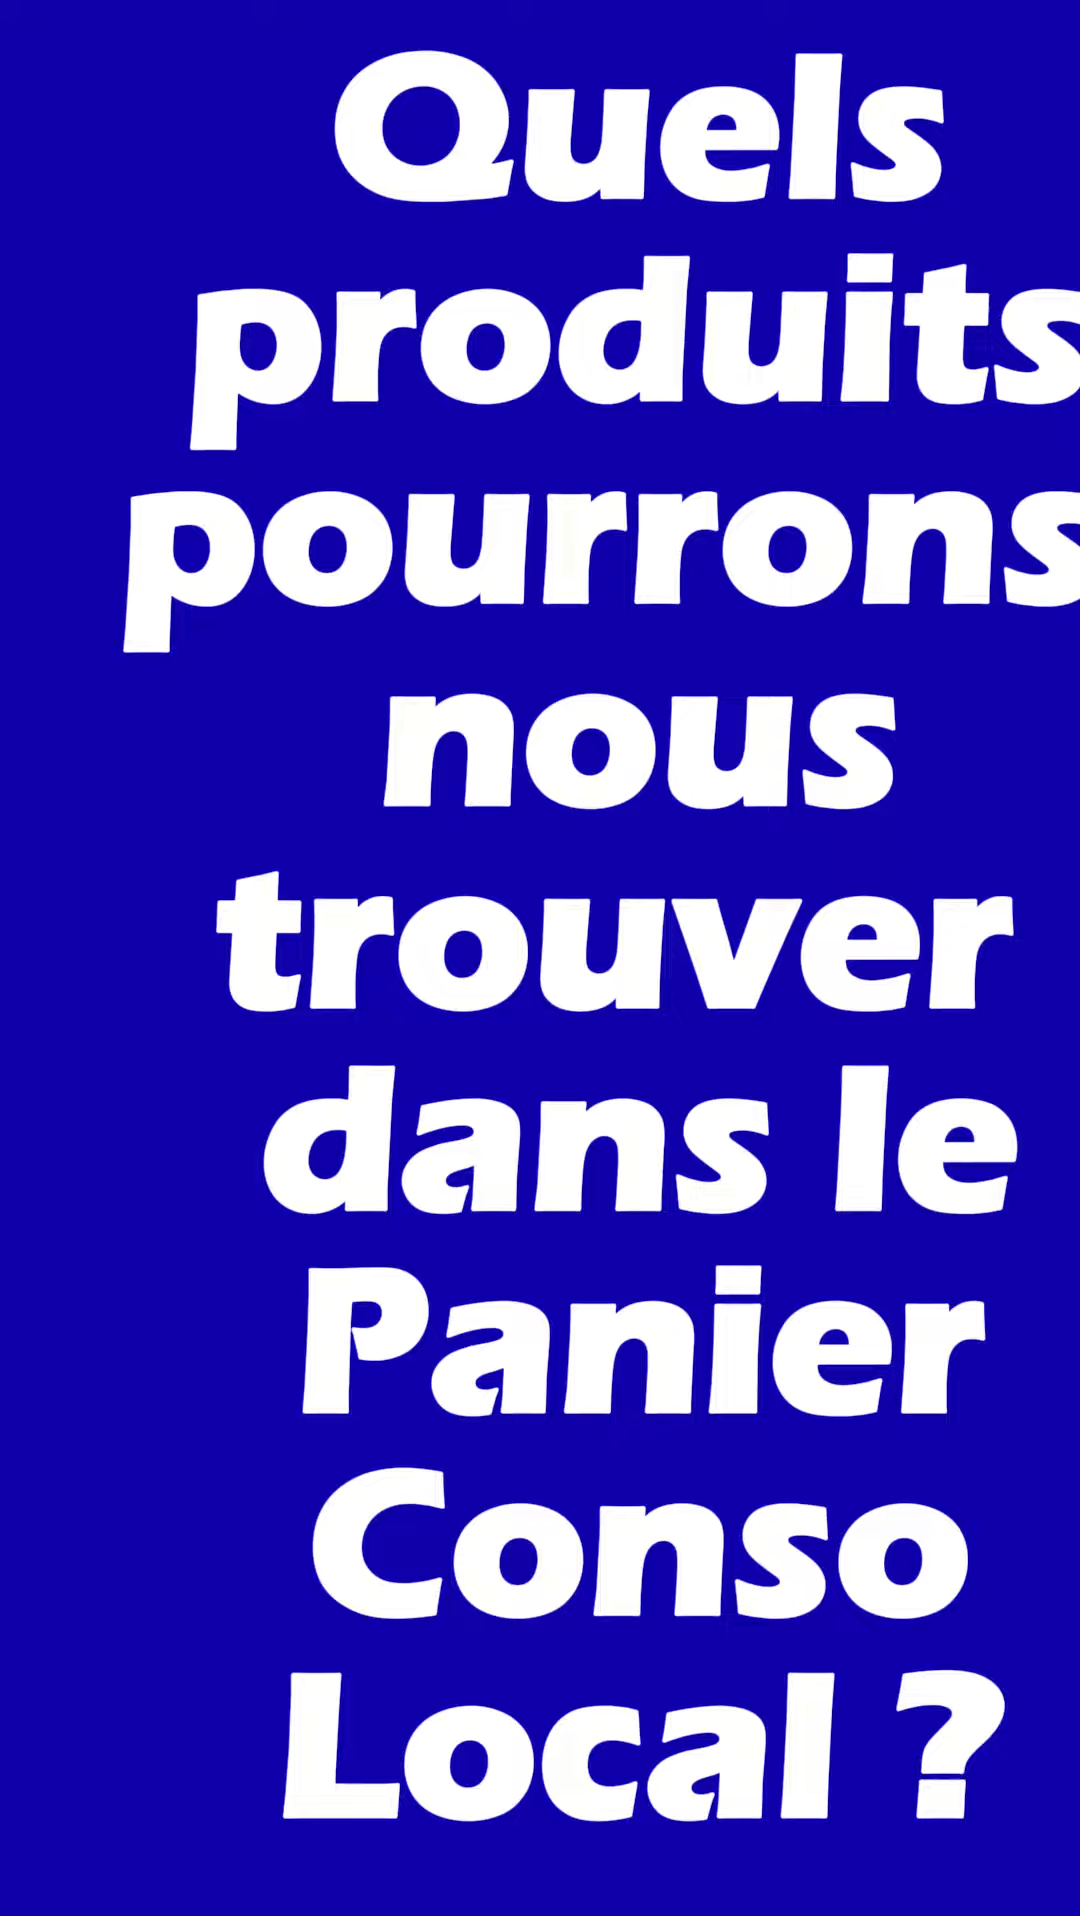 Quels
produits
pourrons
nous
trouver
dans le
Panier
Conso
Local ?